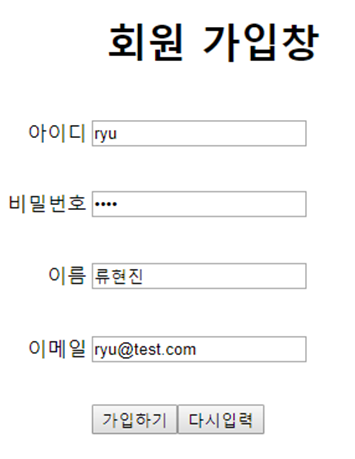 회원 가입창
아이디 ryu
비밀번호 ••••
이름 류현진
이메일 ryu@test.com
가입하기 다시입력